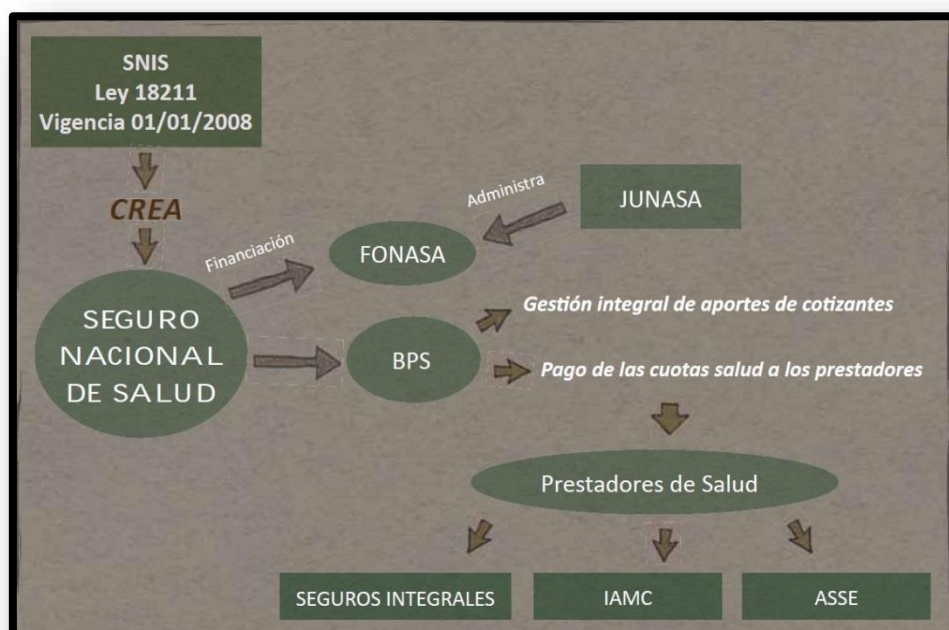 SNIS
Ley 18211
Vigencia 01/01/2008
CREA
SEGURO
NACIONAL
DE SALUD
Financiación
FONASA
Administra
JUNASA
BPS
Gestión integral de aportes de cotizantes
Pago de las cuotas salud a los prestadores
Prestadores de Salud
SEGUROS INTEGRALES
IAMC
ASSE